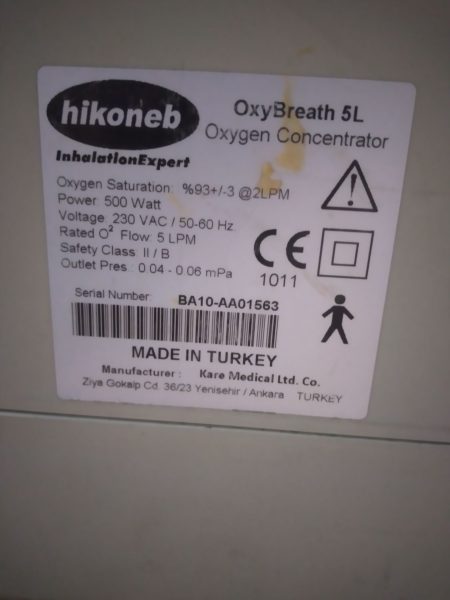 hikoneb
InhalationExpert
OxyBreath 5L
Oxygen Concentrator
Oxygen Saturation: %93+/-3 @2LPM
Power: 500 Watt
Voltage: 230 VAC / 50-60 Hz
Rated O² Flow: 5 LPM
Safety Class: II / B
Outlet Pres.: 0.04 - 0.06 mPa
CE
1011
Serial Number: BA10-AA01563
MADE IN TURKEY
Manufacturer : Kare Medical Ltd. Co.
Ziya Gokalp Cd. 36/23 Yenisehir / Ankara TURKEY